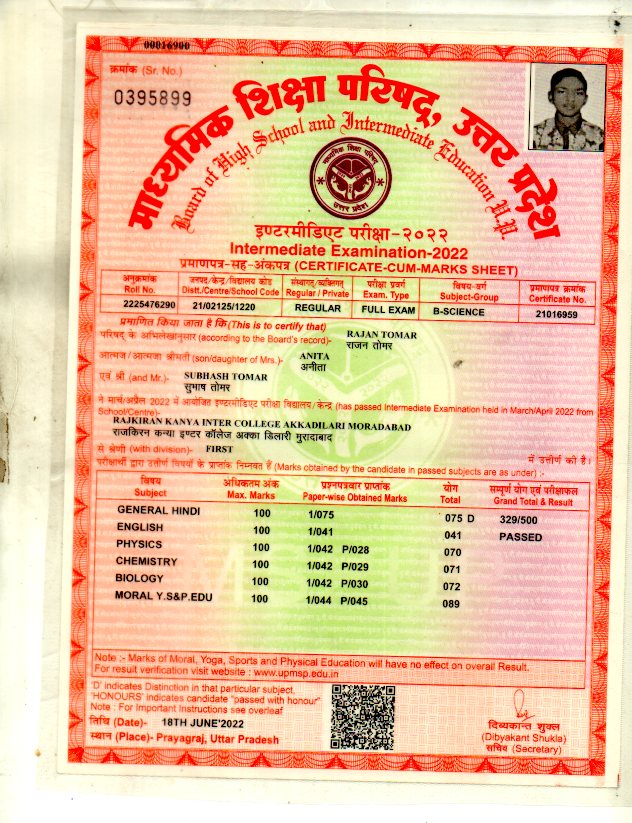 00016900
क्रमांक (Sr. No.)
0395899
माध्यमिक शिक्षा परिषद्, उत्तर प्रदेश
Board of High School and Intermediate Education U.P.
माध्यमिक शिक्षा परिषद
उत्तर प्रदेश
इण्टरमीडिएट परीक्षा-२०२२
Intermediate Examination-2022
प्रमाणपत्र-सह-अंकपत्र (CERTIFICATE-CUM-MARKS SHEET)
अनुक्रमांक जनपद/केन्द्र/विद्यालय कोड संस्थागत/व्यक्तिगत परीक्षा प्रवर्ग विषय-वर्ग प्रमाणपत्र क्रमांक
Roll No. Distt./Centre/School Code Regular / Private Exam. Type Subject-Group Certificate No.
2225476290 21/02125/1220 REGULAR FULL EXAM B-SCIENCE 21016959
प्रमाणित किया जाता है कि (This is to certify that)
परिषद् के अभिलेखानुसार (according to the Board's record)- RAJAN TOMAR
राजन तोमर
आत्मज / आत्मजा श्रीमती (son/daughter of Mrs.)- ANITA
अनीता
एवं श्री (and Mr.)- SUBHASH TOMAR
सुभाष तोमर
ने मार्च/अप्रैल 2022 में आयोजित इण्टरमीडिएट परीक्षा विद्यालय/केन्द्र (has passed Intermediate Examination held in March/April 2022 from
School/Centre)-
RAJKIRAN KANYA INTER COLLEGE AKKADILARI MORADABAD
राजकिरन कन्या इण्टर कॉलेज अक्का डिलारी मुरादाबाद
से श्रेणी (with division)- FIRST में उत्तीर्ण की है।
परीक्षार्थी द्वारा उत्तीर्ण विषयों के प्राप्तांक निम्नवत हैं (Marks obtained by the candidate in passed subjects are as under) :-
विषय अधिकतम अंक प्रश्नपत्रवार प्राप्तांक योग सम्पूर्ण योग एवं परीक्षाफल
Subject Max. Marks Paper-wise Obtained Marks Total Grand Total & Result
GENERAL HINDI 100 1/075 075 D 329/500
ENGLISH 100 1/041 041 PASSED
PHYSICS 100 1/042 P/028 070
CHEMISTRY 100 1/042 P/029 071
BIOLOGY 100 1/042 P/030 072
MORAL Y.S&P.EDU 100 1/044 P/045 089
Note :- Marks of Moral, Yoga, Sports and Physical Education will have no effect on overall Result.
For result verification visit website : www.upmsp.edu.in
'D' indicates Distinction in that particular subject.
'HONOURS' indicates candidate "passed with honour"
Note : For Important Instructions see overleaf
तिथि (Date)- 18TH JUNE'2022
स्थान (Place)- Prayagraj, Uttar Pradesh
दिव्यकान्त शुक्ल
(Dibyakant Shukla)
सचिव (Secretary)